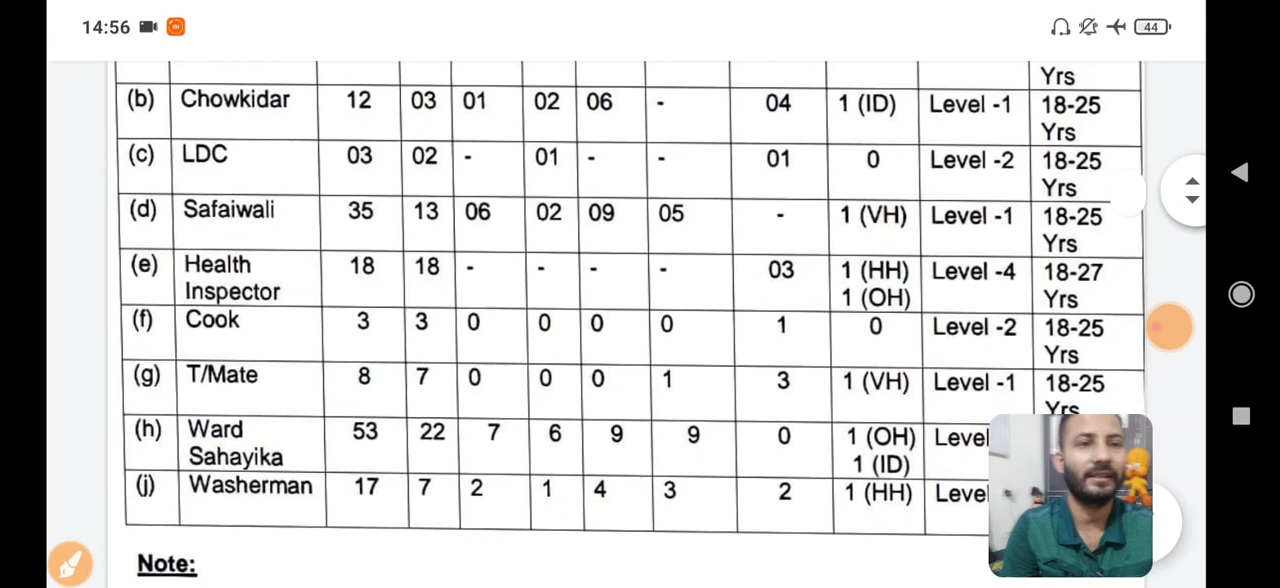 14:56
44
Yrs
(b) Chowkidar 12 03 01 02 06 - 04 1 (ID) Level -1 18-25
Yrs
(c) LDC 03 02 - 01 - - 01 0 Level -2 18-25
Yrs
(d) Safaiwali 35 13 06 02 09 05 - 1 (VH) Level -1 18-25
Yrs
(e) Health 18 18 - - - - 03 1 (HH) Level -4 18-27
Inspector 1 (OH) Yrs
(f) Cook 3 3 0 0 0 0 1 0 Level -2 18-25
Yrs
(g) T/Mate 8 7 0 0 0 1 3 1 (VH) Level -1 18-25
Yrs
(h) Ward 53 22 7 6 9 9 0 1 (OH) Level
Sahayika 1 (ID)
(j) Washerman 17 7 2 1 4 3 2 1 (HH) Level
Note: